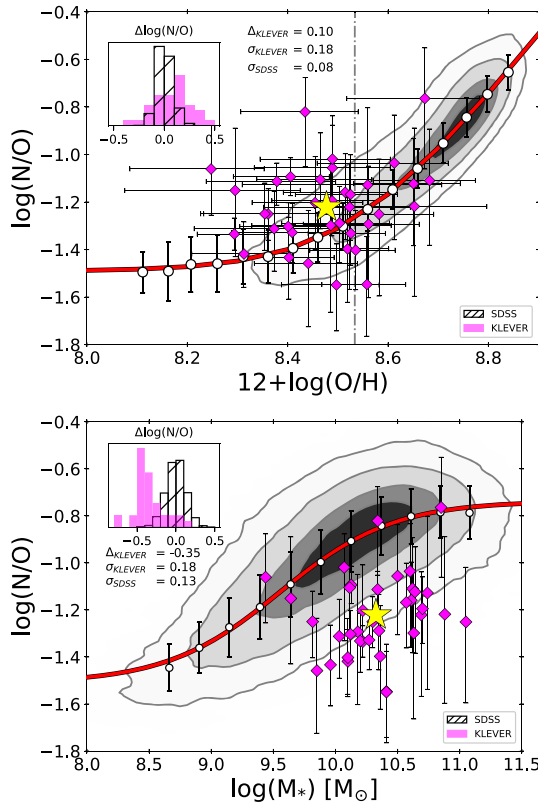 Δlog(N/O)
Δ_KLEVER = 0.10
σ_KLEVER = 0.18
σ_SDSS = 0.08
−0.5 0.0 0.5
−0.4
−0.6
−0.8
−1.0
−1.2
−1.4
−1.6
−1.8
log(N/O)
SDSS
KLEVER
8.0 8.2 8.4 8.6 8.8
12+log(O/H)
Δlog(N/O)
−0.5 0.0 0.5
Δ_KLEVER = -0.35
σ_KLEVER = 0.18
σ_SDSS = 0.13
−0.4
−0.6
−0.8
−1.0
−1.2
−1.4
−1.6
−1.8
log(N/O)
SDSS
KLEVER
8.0 8.5 9.0 9.5 10.0 10.5 11.0 11.5
log(M_*) [M_⊙]